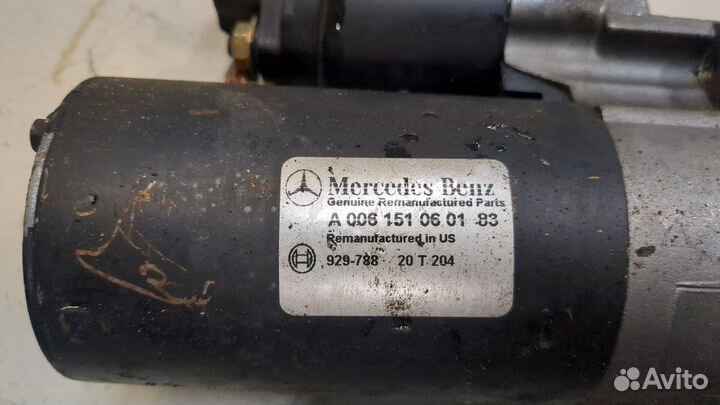 Mercedes Benz
Genuine Remanufactured Parts
A 006 151 06 01 83
Remanufactured in US
929-788 20 T 204
Avito